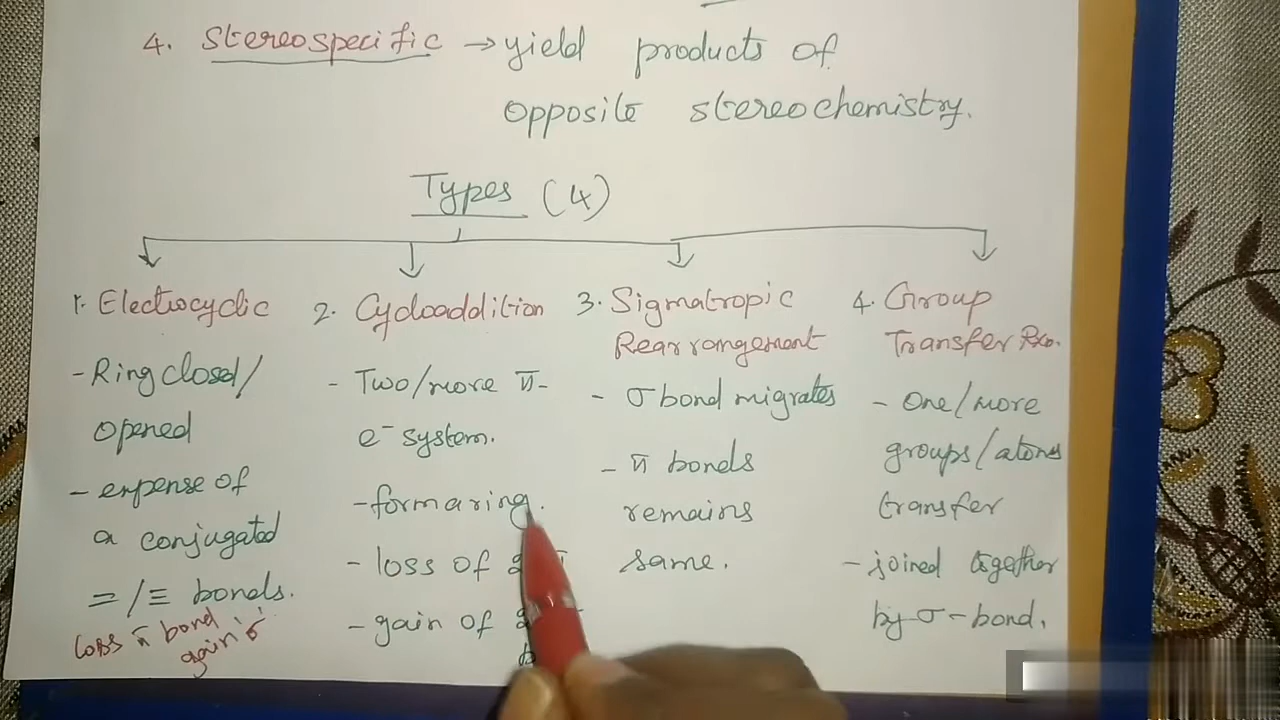 4. Stereospecific → yield products of
opposite stereochemistry.
Types (4)
1. Electrocyclic
- Ring closed/
opened
- expense of
a conjugated
= / ≡ bonds.
loss π bond
gain σ "
2. Cycloaddition
- Two/more π-
e⁻ system.
- form a ring.
- loss of
- gain of
3. Sigmatropic
Rearrangement
- σ bond migrates
- π bonds
remains
same.
4. Group
Transfer Rxn.
- One/more
groups/atoms
transfer
- joined together
by σ-bond.